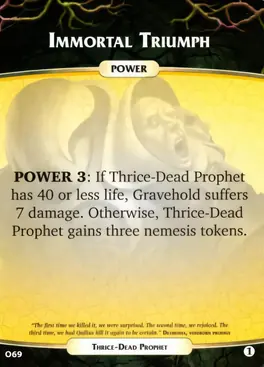 IMMORTAL TRIUMPH
POWER
POWER 3: If Thrice-Dead Prophet
has 40 or less life, Gravehold suffers
7 damage. Otherwise, Thrice-Dead
Prophet gains three nemesis tokens.
"The first time we killed it, we were surprised. The second time, we rejoiced. The
third time, we had Quilius kill it again to be certain."
THRICE-DEAD PROPHET
O69
1